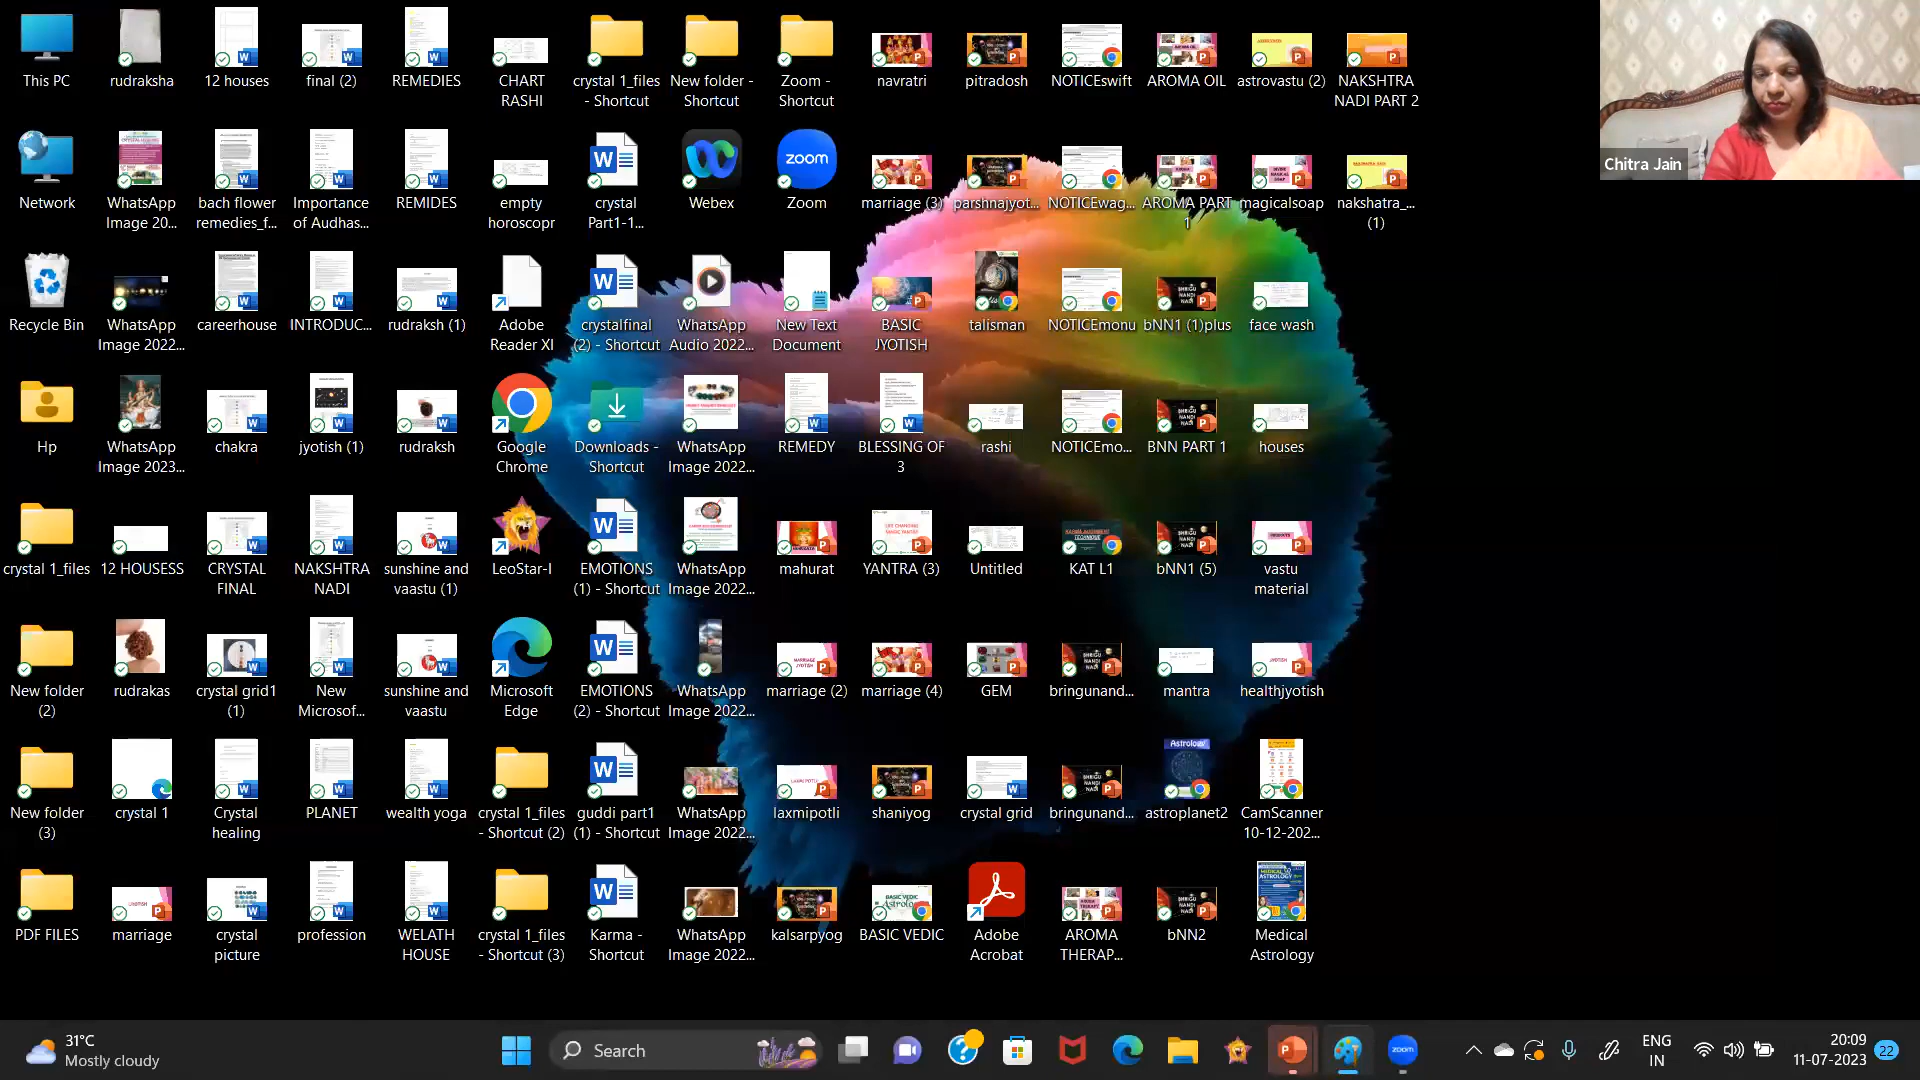 This PC
rudraksha
12 houses
final (2)
REMEDIES
CHART
RASHI
crystal 1_files
- Shortcut
New folder -
Shortcut
Zoom -
Shortcut
navratri
pitradosh
NOTICEswift
AROMA OIL
astrovastu (2)
NAKSHTRA
NADI PART 2
Chitra Jain
Network
WhatsApp
Image 20...
bach flower
remedies_f...
Importance
of Audhas...
REMIDES
empty
horoscopr
crystal
Part1-1...
Webex
zoom
Zoom
marriage (3)
parshnajyot...
NOTICEwag...
AROMA PART
1
magicalsoap
nakshatra_...
(1)
Recycle Bin
WhatsApp
Image 2022...
careerhouse
INTRODUC...
rudraksh (1)
Adobe
Reader XI
crystalfinal
(2) - Shortcut
WhatsApp
Audio 2022...
New Text
Document
BASIC
JYOTISH
talisman
NOTICEmonu
bNN1 (1)plus
face wash
Hp
WhatsApp
Image 2023...
chakra
jyotish (1)
rudraksh
Google
Chrome
Downloads -
Shortcut
WhatsApp
Image 2022...
REMEDY
BLESSING OF
3
rashi
NOTICEmo...
BNN PART 1
houses
crystal 1_files
12 HOUSESS
CRYSTAL
FINAL
NAKSHTRA
NADI
sunshine and
vaastu (1)
LeoStar-I
EMOTIONS
(1) - Shortcut
WhatsApp
Image 2022...
mahurat
YANTRA (3)
Untitled
KAT L1
bNN1 (5)
vastu
material
New folder
(2)
rudrakas
crystal grid1
(1)
New
Microsof...
sunshine and
vaastu
Microsoft
Edge
EMOTIONS
(2) - Shortcut
WhatsApp
Image 2022...
marriage (2)
marriage (4)
GEM
bringunand...
mantra
healthjyotish
New folder
(3)
crystal 1
Crystal
healing
PLANET
wealth yoga
crystal 1_files
- Shortcut (2)
guddi part1
(1) - Shortcut
WhatsApp
Image 2022...
laxmipotli
shaniyog
crystal grid
bringunand...
Astrology
astroplanet2
CamScanner
10-12-202...
PDF FILES
marriage
crystal
picture
profession
WELATH
HOUSE
crystal 1_files
- Shortcut (3)
Karma -
Shortcut
WhatsApp
Image 2022...
kalsarpyog
BASIC VEDIC
Adobe
Acrobat
AROMA
THERAP...
bNN2
Medical
Astrology
31°C
Mostly cloudy
Search
zoom
ENG
IN
20:09
11-07-2023
22